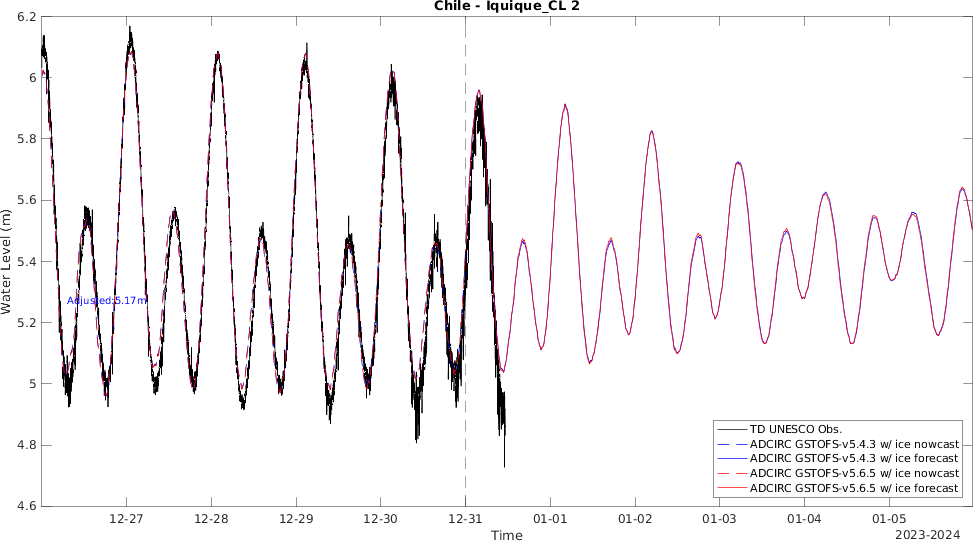 Chile - Iquique_CL 2
6.2
6
5.8
5.6
5.4
5.2
5
4.8
4.6
Water Level (m)
Adjusted:5.17m
TD UNESCO Obs.
ADCIRC GSTOFS-v5.4.3 w/ ice nowcast
ADCIRC GSTOFS-v5.4.3 w/ ice forecast
ADCIRC GSTOFS-v5.6.5 w/ ice nowcast
ADCIRC GSTOFS-v5.6.5 w/ ice forecast
12-27 12-28 12-29 12-30 12-31 01-01 01-02 01-03 01-04 01-05
Time
2023-2024